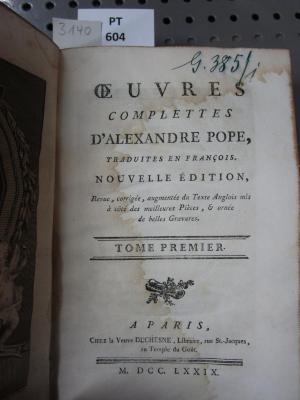 3140
PT
604
G. 385/i
ŒUVRES
COMPLETTES
D'ALEXANDRE POPE,
TRADUITES EN FRANÇOIS.
NOUVELLE ÉDITION,
Revue, corrigée, augmentée du Texte Anglois mis
à côté des meilleures Pièces, & ornée
de belles Gravures.
TOME PREMIER.
A PARIS,
Chez la Veuve DUCHESNE, Libraire, rue St.-Jacques,
au Temple du Goût.
M. DCC. LXXIX.